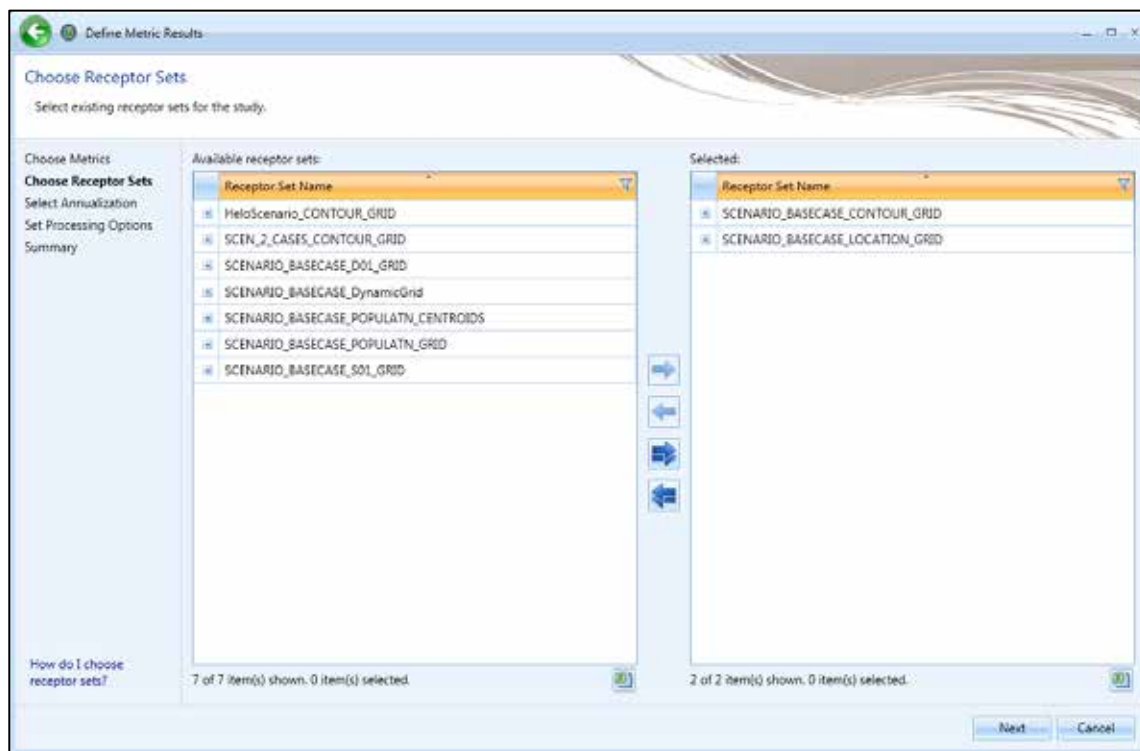 Define Metric Results
Choose Receptor Sets
Select existing receptor sets for the study.
Choose Metrics
Choose Receptor Sets
Select Annualization
Set Processing Options
Summary
How do I choose
receptor sets?
Available receptor sets:
Receptor Set Name
HeloScenario_CONTOUR_GRID
SCEN_2_CASES_CONTOUR_GRID
SCENARIO_BASECASE_D01_GRID
SCENARIO_BASECASE_DynamicGrid
SCENARIO_BASECASE_POPULATN_CENTROIDS
SCENARIO_BASECASE_POPULATN_GRID
SCENARIO_BASECASE_S01_GRID
7 of 7 item(s) shown. 0 item(s) selected.
Selected:
Receptor Set Name
SCENARIO_BASECASE_CONTOUR_GRID
SCENARIO_BASECASE_LOCATION_GRID
2 of 2 item(s) shown. 0 item(s) selected.
Next
Cancel